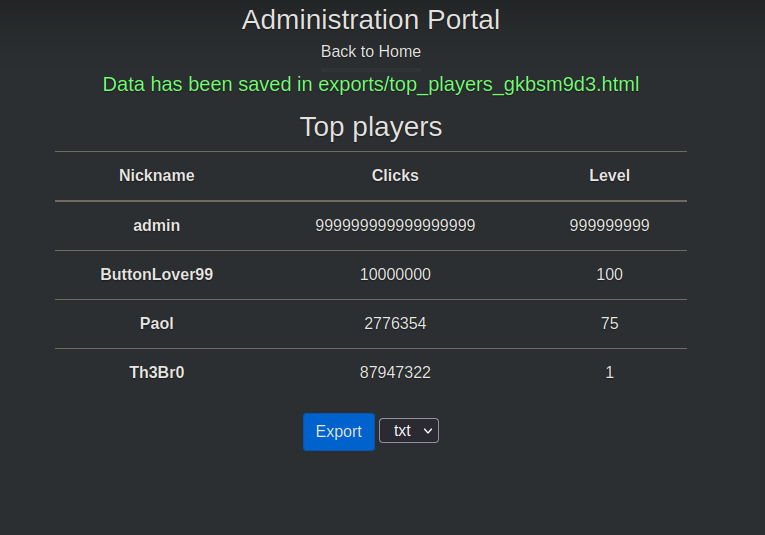 Administration Portal
Back to Home
Data has been saved in exports/top_players_gkbsm9d3.html
Top players
Nickname Clicks Level
admin 999999999999999999 999999999
ButtonLover99 10000000 100
Paol 2776354 75
Th3Br0 87947322 1
Export txt